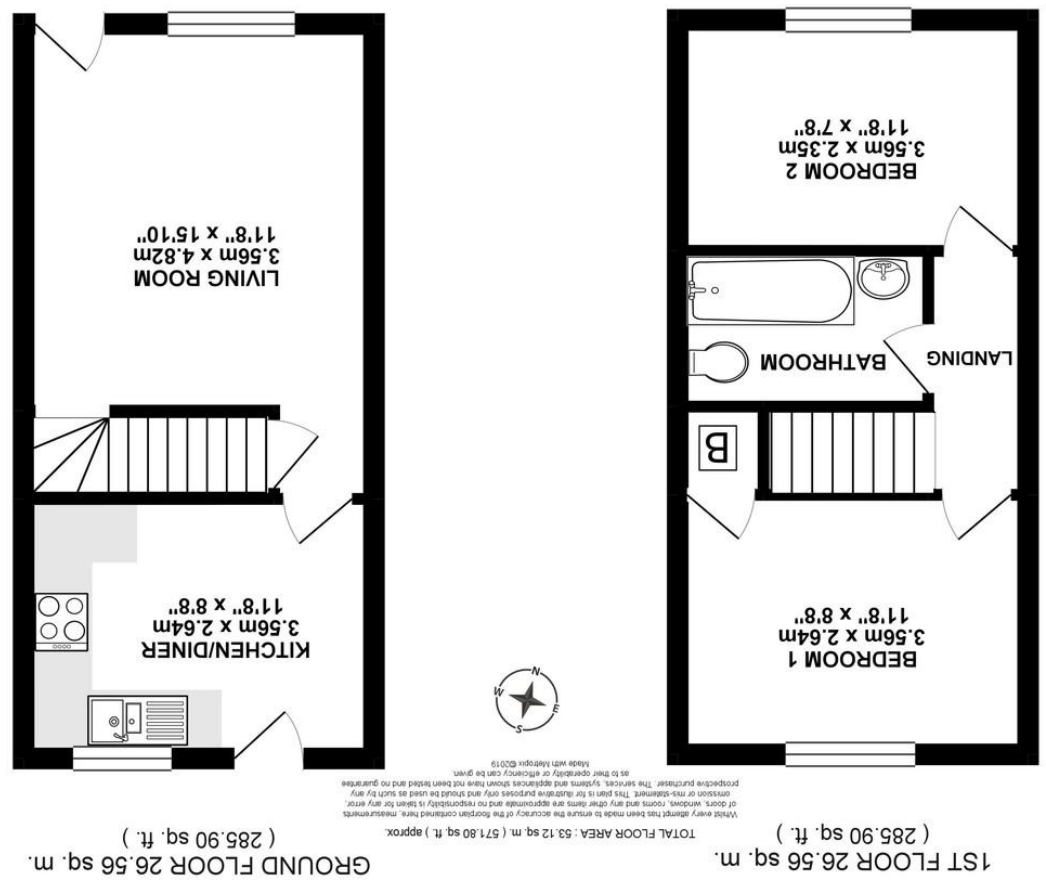 1ST FLOOR 26.56 sq. m.
( 285.90 sq. ft. )
BEDROOM 1
3.56m x 2.64m
11'8" x 8'8"
B
LANDING
BATHROOM
BEDROOM 2
3.56m x 2.35m
11'8" x 7'8"
TOTAL FLOOR AREA : 53.12 sq. m. ( 571.80 sq. ft. ) approx.
Whilst every attempt has been made to ensure the accuracy of the floorplan contained here, measurements
of doors, windows, rooms and any other items are approximate and no responsibility is taken for any error,
omission or mis-statement. This plan is for illustrative purposes only and should be used as such by any
prospective purchaser. The services, systems and appliances shown have not been tested and no guarantee
as to their operability or efficiency can be given
Made with Metropix ©2019
N
W
E
S
GROUND FLOOR 26.56 sq. m.
( 285.90 sq. ft. )
KITCHEN/DINER
3.56m x 2.64m
11'8" x 8'8"
LIVING ROOM
3.56m x 4.82m
11'8" x 15'10"